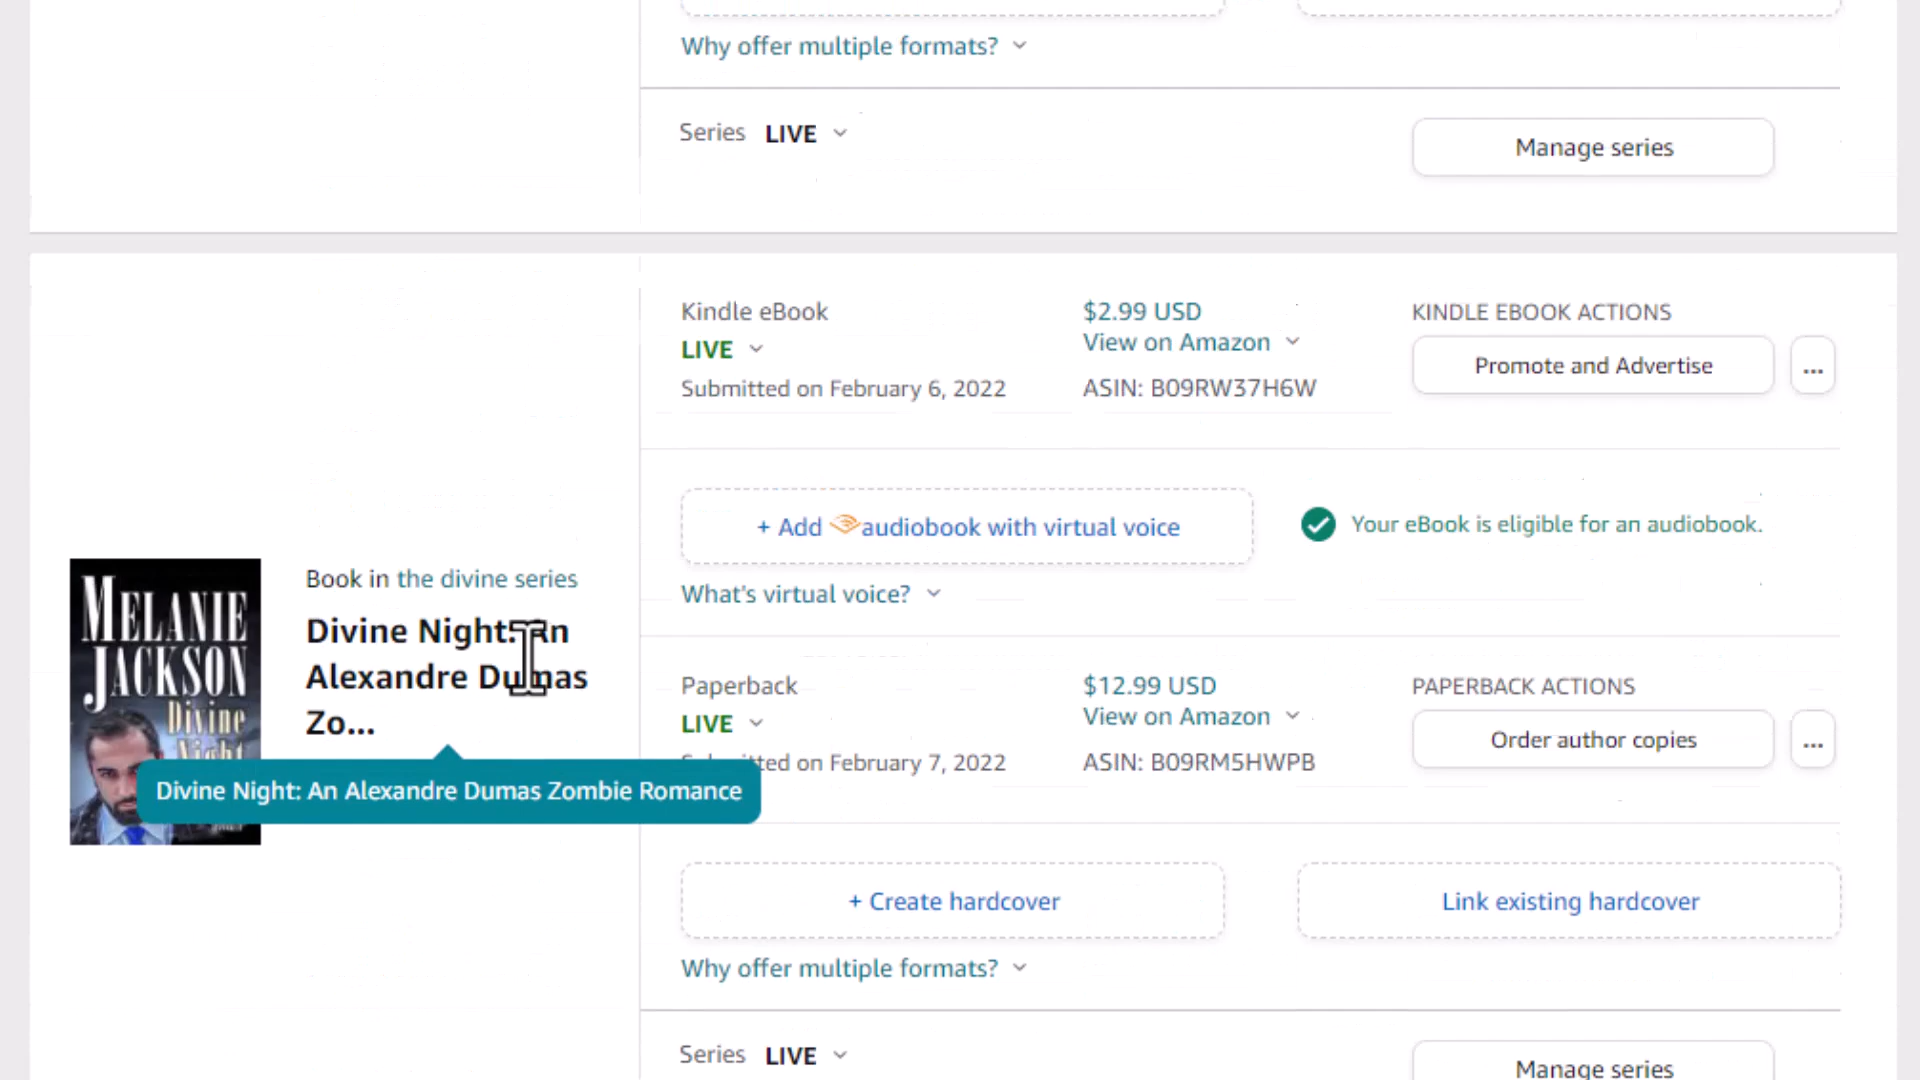 Why offer multiple formats?
Series LIVE
Manage series
Kindle eBook
LIVE
Submitted on February 6, 2022
$2.99 USD
View on Amazon
ASIN: B09RW37H6W
KINDLE EBOOK ACTIONS
Promote and Advertise
...
+ Add audiobook with virtual voice
Your eBook is eligible for an audiobook.
What's virtual voice?
MELANIE
JACKSON
Divine
Night
Book in the divine series
Divine Night: An
Alexandre Dumas
Zo...
Divine Night: An Alexandre Dumas Zombie Romance
Paperback
LIVE
Submitted on February 7, 2022
$12.99 USD
View on Amazon
ASIN: B09RM5HWPB
PAPERBACK ACTIONS
Order author copies
...
+ Create hardcover
Link existing hardcover
Why offer multiple formats?
Series LIVE
Manage series